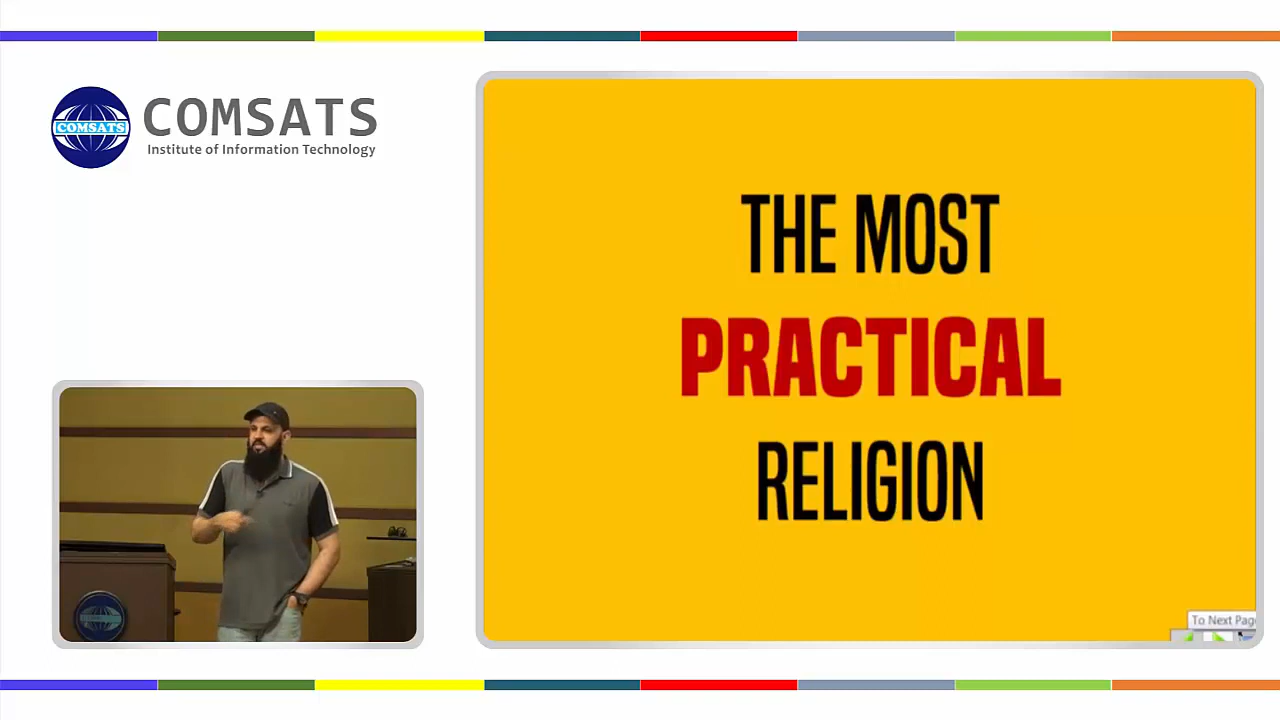 COMSATS
COMSATS
Institute of Information Technology
THE MOST
PRACTICAL
RELIGION
To Next Pag